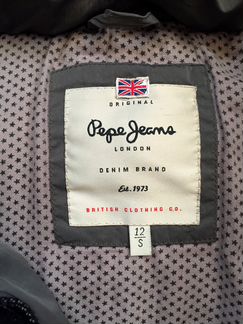 ORIGINAL
Pepe Jeans
LONDON
DENIM BRAND
Est. 1973
BRITISH CLOTHING CO.
12
S